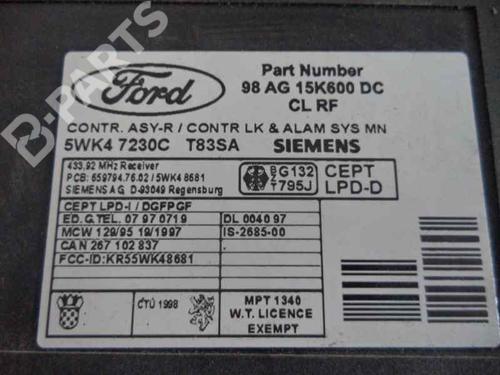 B-PARTS
Ford
Part Number
98 AG 15K600 DC
CL RF
CONTR. ASY-R / CONTR LK & ALAM SYS MN
5WK4 7230C T83SA SIEMENS
433,92 MHz Receiver
PCB: 659794.76.02 / 5WK4 8681
SIEMENS AG D-93049 Regensburg
BZT
G132
795J
CEPT
LPD-D
CEPT LPD-I / DGFPGF
ED.G.TEL. 07 97 0719
DL 004097
MCW 129/95 19/1997
IS-2685-00
CAN 267 102 837
FCC-ID:KR55WK48681
ČTÚ 1998
MPT 1340
W.T. LICENCE
EXEMPT